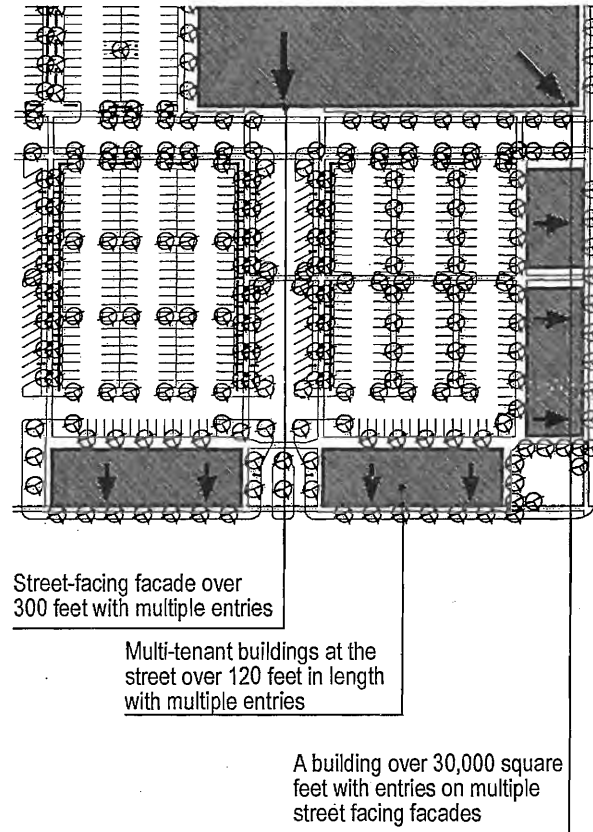 Street-facing facade over
300 feet with multiple entries
Multi-tenant buildings at the
street over 120 feet in length
with multiple entries
A building over 30,000 square
feet with entries on multiple
street facing facades